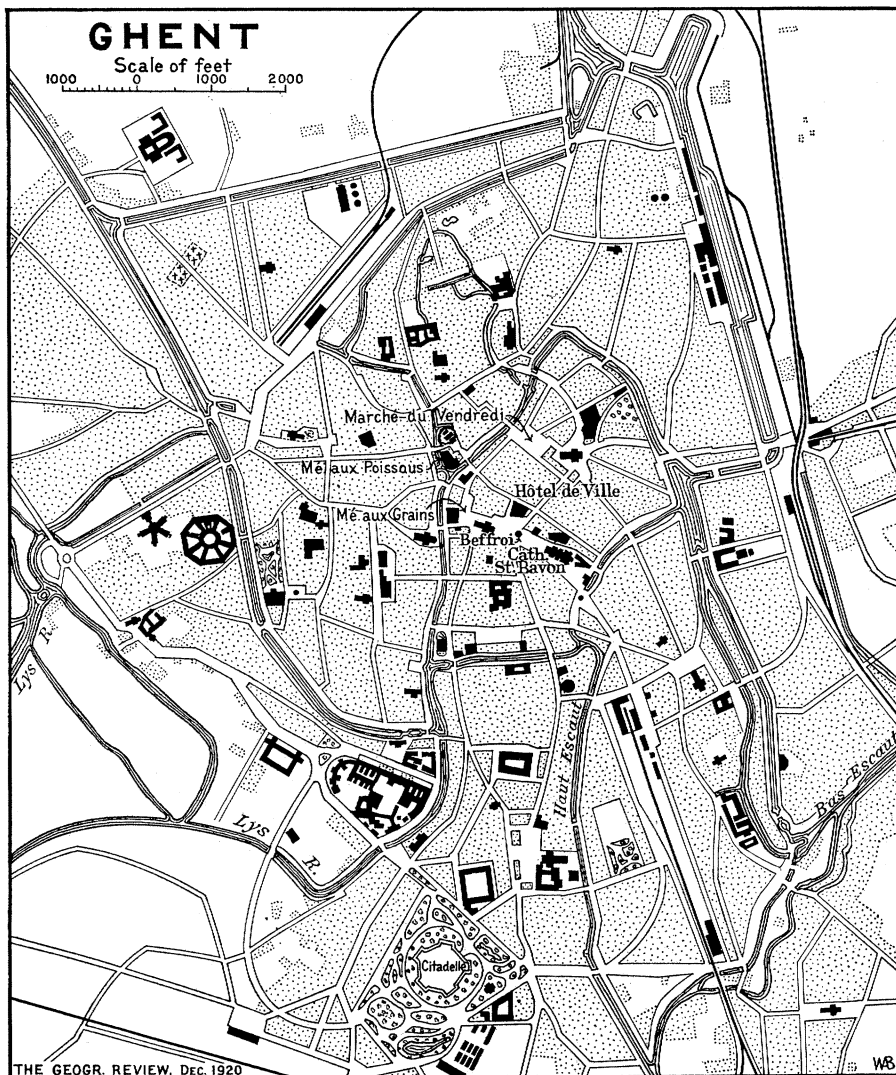 GHENT
Scale of feet
1000 0 1000 2000
Marché-du Vendredi
Mé. aux Poissons
Hôtel de Ville
Mé. aux Grains
Beffroi
Cath.
St. Bavon
Lys R.
Haut Escaut
Bas-Escaut
Lys R.
Citadelle
THE GEOGR. REVIEW, DEC. 1920
WB